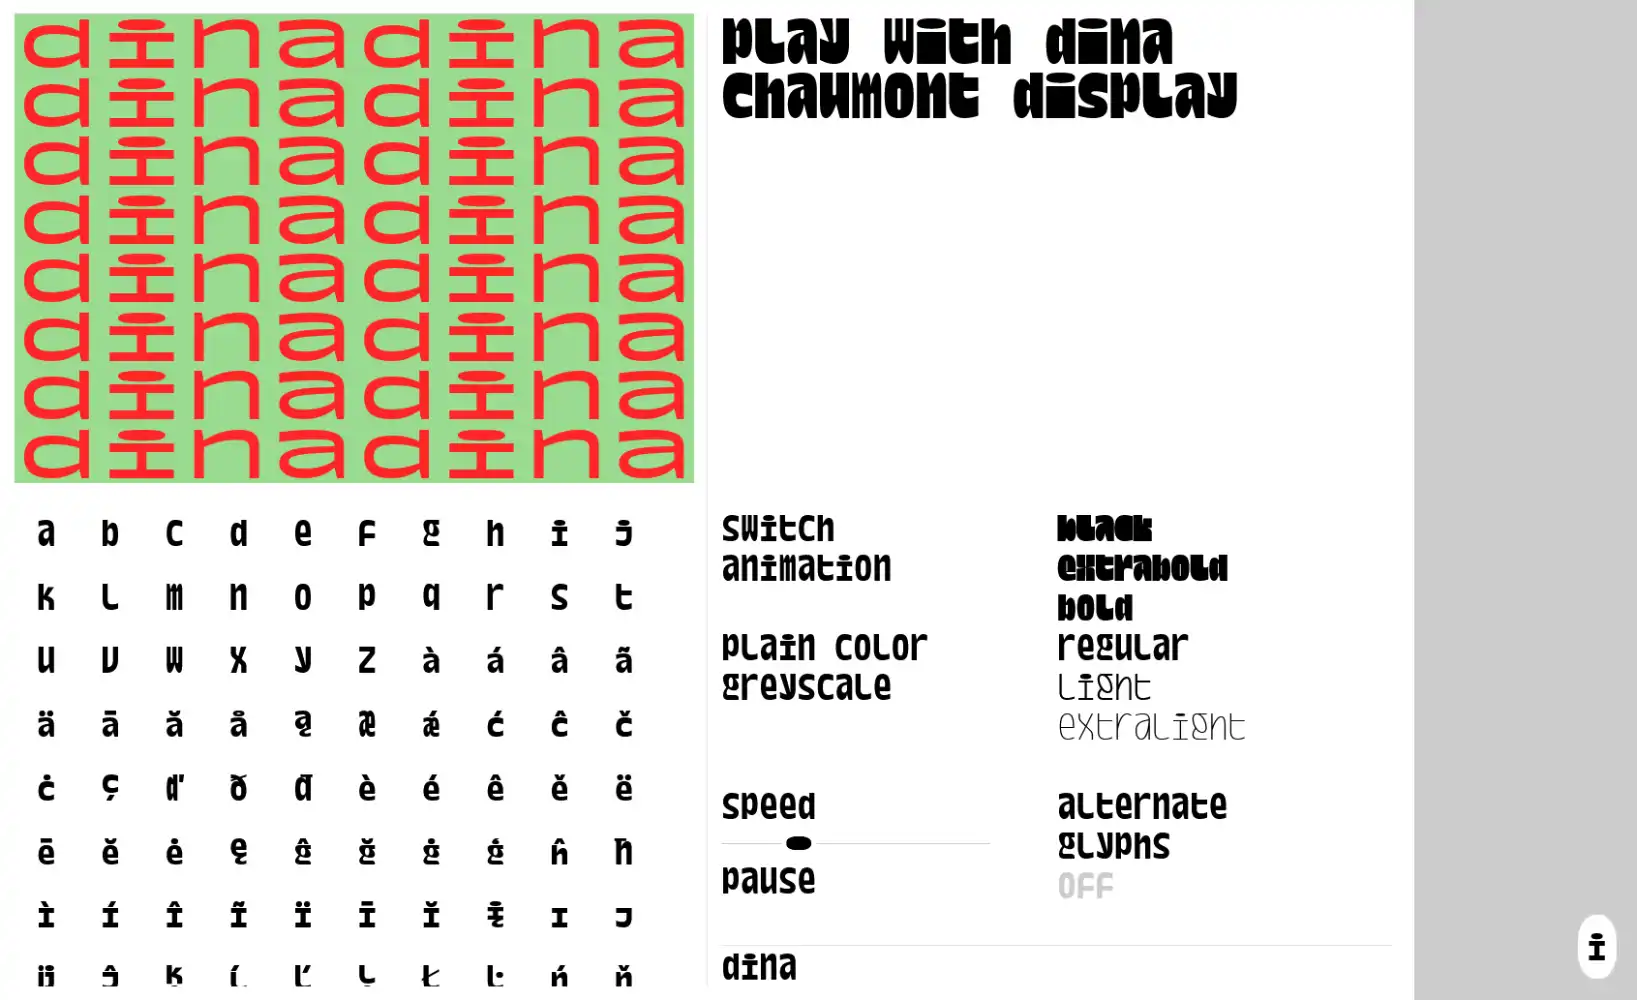 dinadina
dinadina
dinadina
dinadina
dinadina
dinadina
dinadina
dinadina
play with dina
chaumont display
a b c d e f g h i j
k l m n o p q r s t
u v w x y z à á â ã
ä ā ă å ą æ ǽ ć ĉ č
ċ ç ď ð đ è é ê ě ë
ē ĕ ė ę ĝ ğ ġ ģ ĥ ħ
ì í î ĩ ï ī ĭ į ı ȷ
ij ĵ ķ ĺ ľ ļ ł ŀ ń ň
switch
animation
plain color
greyscale
speed
pause
black
extrabold
bold
regular
light
extralight
alternate
glyphs
off
dina
i